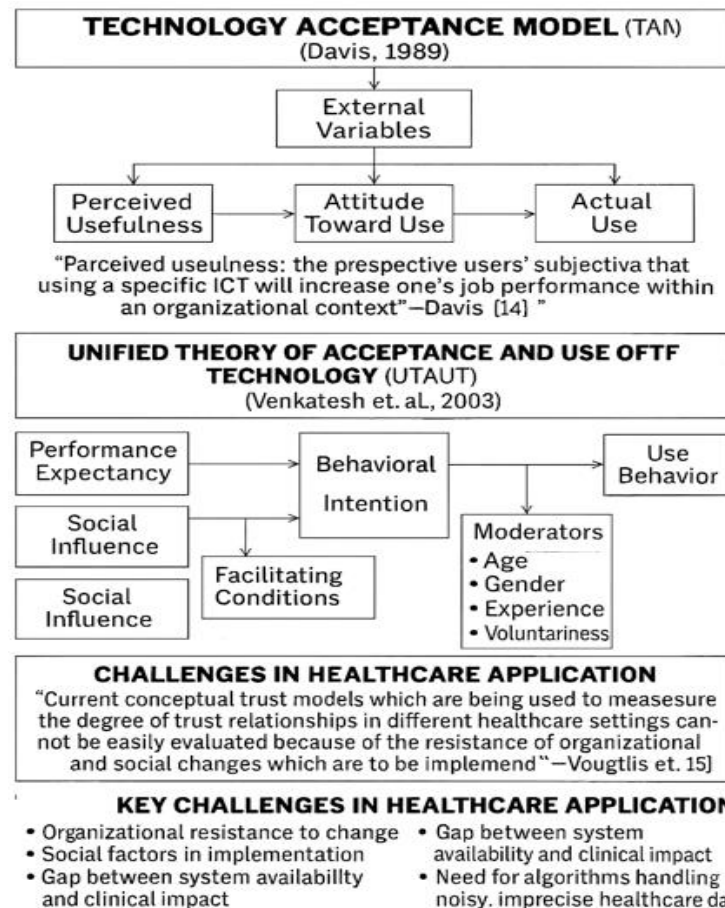 TECHNOLOGY ACCEPTANCE MODEL (TAM)
(Davis, 1989)
External
Variables
Perceived
Usefulness
Attitude
Toward Use
Actual
Use
“Parceived useulness: the prespective users’ subjectiva that
using a specific ICT will increase one’s job performance within
an organizational context”—Davis [14] ”
UNIFIED THEORY OF ACCEPTANCE AND USE OFTF
TECHNOLOGY (UTAUT)
(Venkatesh et. aL, 2003)
Performance
Expectancy
Behavioral
Intention
Use
Behavior
Social
Influence
Facilitating
Conditions
Moderators
• Age
• Gender
• Experience
• Voluntariness
Social
Influence
CHALLENGES IN HEALTHCARE APPLICATION
“Current conceptual trust models which are being used to measesure
the degree of trust relationships in different healthcare settings can-
not be easily evaluated because of the resistance of organizational
and social changes which are to be implemend“—Vougtlis et. 15]
KEY CHALLENGES IN HEALTHCARE APPLICATION
• Organizational resistance to change
• Social factors in implementation
• Gap between system availabillty
and clinical impact
• Gap between system
availability and clinical impact
• Need for algorithms handling
noisy, imprecise healthcare da